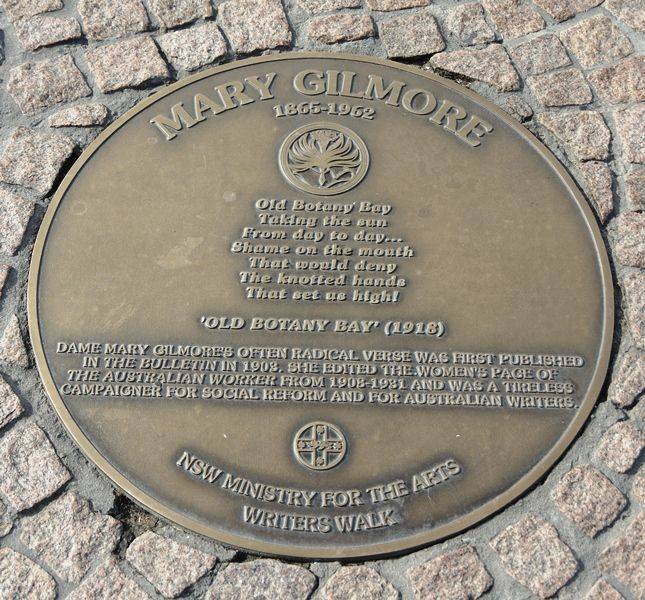 MARY GILMORE
1865-1962
Old Botany Bay
Taking the sun
From day to day...
Shame on the mouth
That would deny
The knotted hands
That set us high!
'OLD BOTANY BAY' (1918)
DAME MARY GILMORE'S OFTEN RADICAL VERSE WAS FIRST PUBLISHED
IN THE BULLETIN IN 1903. SHE EDITED THE WOMEN'S PAGE OF
THE AUSTRALIAN WORKER FROM 1908-1931 AND WAS A TIRELESS
CAMPAIGNER FOR SOCIAL REFORM AND FOR AUSTRALIAN WRITERS.
NSW MINISTRY FOR THE ARTS
WRITERS WALK